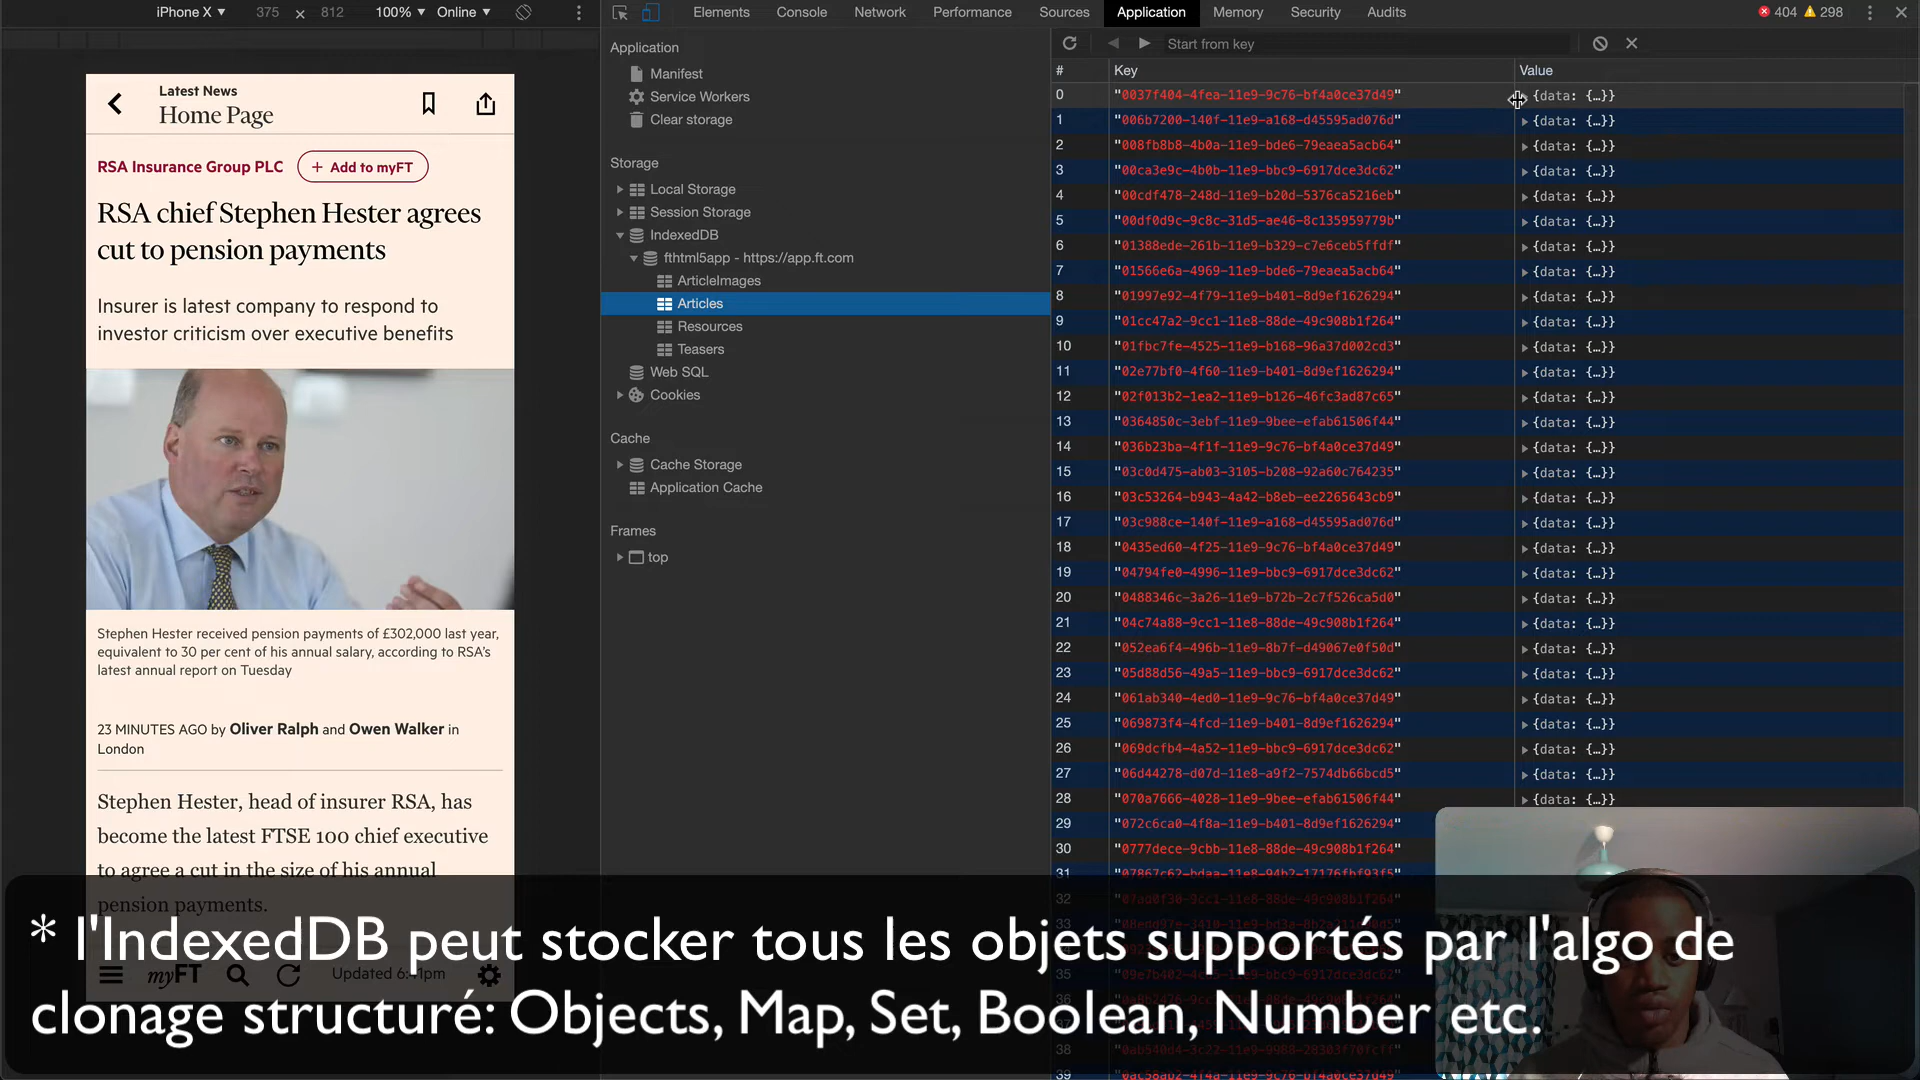 iPhone X ▼ 375 × 812 100% ▼ Online ▼
Elements Console Network Performance Sources Application Memory Security Audits
404 298
Latest News
Home Page
RSA Insurance Group PLC + Add to myFT
RSA chief Stephen Hester agrees
cut to pension payments
Insurer is latest company to respond to
investor criticism over executive benefits
Stephen Hester received pension payments of £302,000 last year,
equivalent to 30 per cent of his annual salary, according to RSA's
latest annual report on Tuesday
23 MINUTES AGO by Oliver Ralph and Owen Walker in
London
Stephen Hester, head of insurer RSA, has
become the latest FTSE 100 chief executive
to agree a cut in the size of his annual
pension payments.
myFT
Application
Manifest
Service Workers
Clear storage
Storage
Local Storage
Session Storage
IndexedDB
fthtml5app - https://app.ft.com
ArticleImages
Articles
Resources
Teasers
Web SQL
Cookies
Cache
Cache Storage
Application Cache
Frames
top
Start from key
# Key Value
0 "0037f404-4fea-11e9-9c76-bf4a0ce37d49" {data: {…}}
1 "006b7200-140f-11e9-a168-d45595ad076d" {data: {…}}
2 "008fb8b8-4b0a-11e9-bde6-79eaea5acb64" {data: {…}}
3 "00ca3e9c-4b0b-11e9-bbc9-6917dce3dc62" {data: {…}}
4 "00cdf478-248d-11e9-b20d-5376ca5216eb" {data: {…}}
5 "00df0d9c-9c8c-31d5-ae46-8c135959779b" {data: {…}}
6 "01388ede-261b-11e9-b329-c7e6ceb5ffdf" {data: {…}}
7 "01566e6a-4969-11e9-bde6-79eaea5acb64" {data: {…}}
8 "01997e92-4f79-11e9-b401-8d9ef1626294" {data: {…}}
9 "01cc47a2-9cc1-11e8-88de-49c908b1f264" {data: {…}}
10 "01fbc7fe-4525-11e9-b168-96a37d002cd3" {data: {…}}
11 "02e77bf0-4f60-11e9-b401-8d9ef1626294" {data: {…}}
12 "02f013b2-1ea2-11e9-b126-46fc3ad87c65" {data: {…}}
13 "0364850c-3ebf-11e9-9bee-efab61506f44" {data: {…}}
14 "036b23ba-4f1f-11e9-9c76-bf4a0ce37d49" {data: {…}}
15 "03c0d475-ab03-3105-b208-92a60c764235" {data: {…}}
16 "03c53264-b943-4a42-b8eb-ee2265643cb9" {data: {…}}
17 "03c988ce-140f-11e9-a168-d45595ad076d" {data: {…}}
18 "0435ed60-4f25-11e9-9c76-bf4a0ce37d49" {data: {…}}
19 "04794fe0-4996-11e9-bbc9-6917dce3dc62" {data: {…}}
20 "0488346c-3a26-11e9-b72b-2c7f526ca5d0" {data: {…}}
21 "04c74a88-9cc1-11e8-88de-49c908b1f264" {data: {…}}
22 "052ea6f4-496b-11e9-8b7f-d49067e0f50d" {data: {…}}
23 "05d88d56-49a5-11e9-bbc9-6917dce3dc62" {data: {…}}
24 "061ab340-4ed0-11e9-9c76-bf4a0ce37d49" {data: {…}}
25 "069873f4-4fcd-11e9-b401-8d9ef1626294" {data: {…}}
26 "069dcfb4-4a52-11e9-bbc9-6917dce3dc62" {data: {…}}
27 "06d44278-d07d-11e8-a9f2-7574db66bcd5" {data: {…}}
28 "070a7666-4028-11e9-9bee-efab61506f44" {data: {…}}
29 "072c6ca0-4f8a-11e9-b401-8d9ef1626294"
30 "0777dece-9cbb-11e8-88de-49c908b1f264"
31
32
33
35
36
38
39
* l'IndexedDB peut stocker tous les objets supportés par l'algo de
clonage structuré: Objects, Map, Set, Boolean, Number etc.